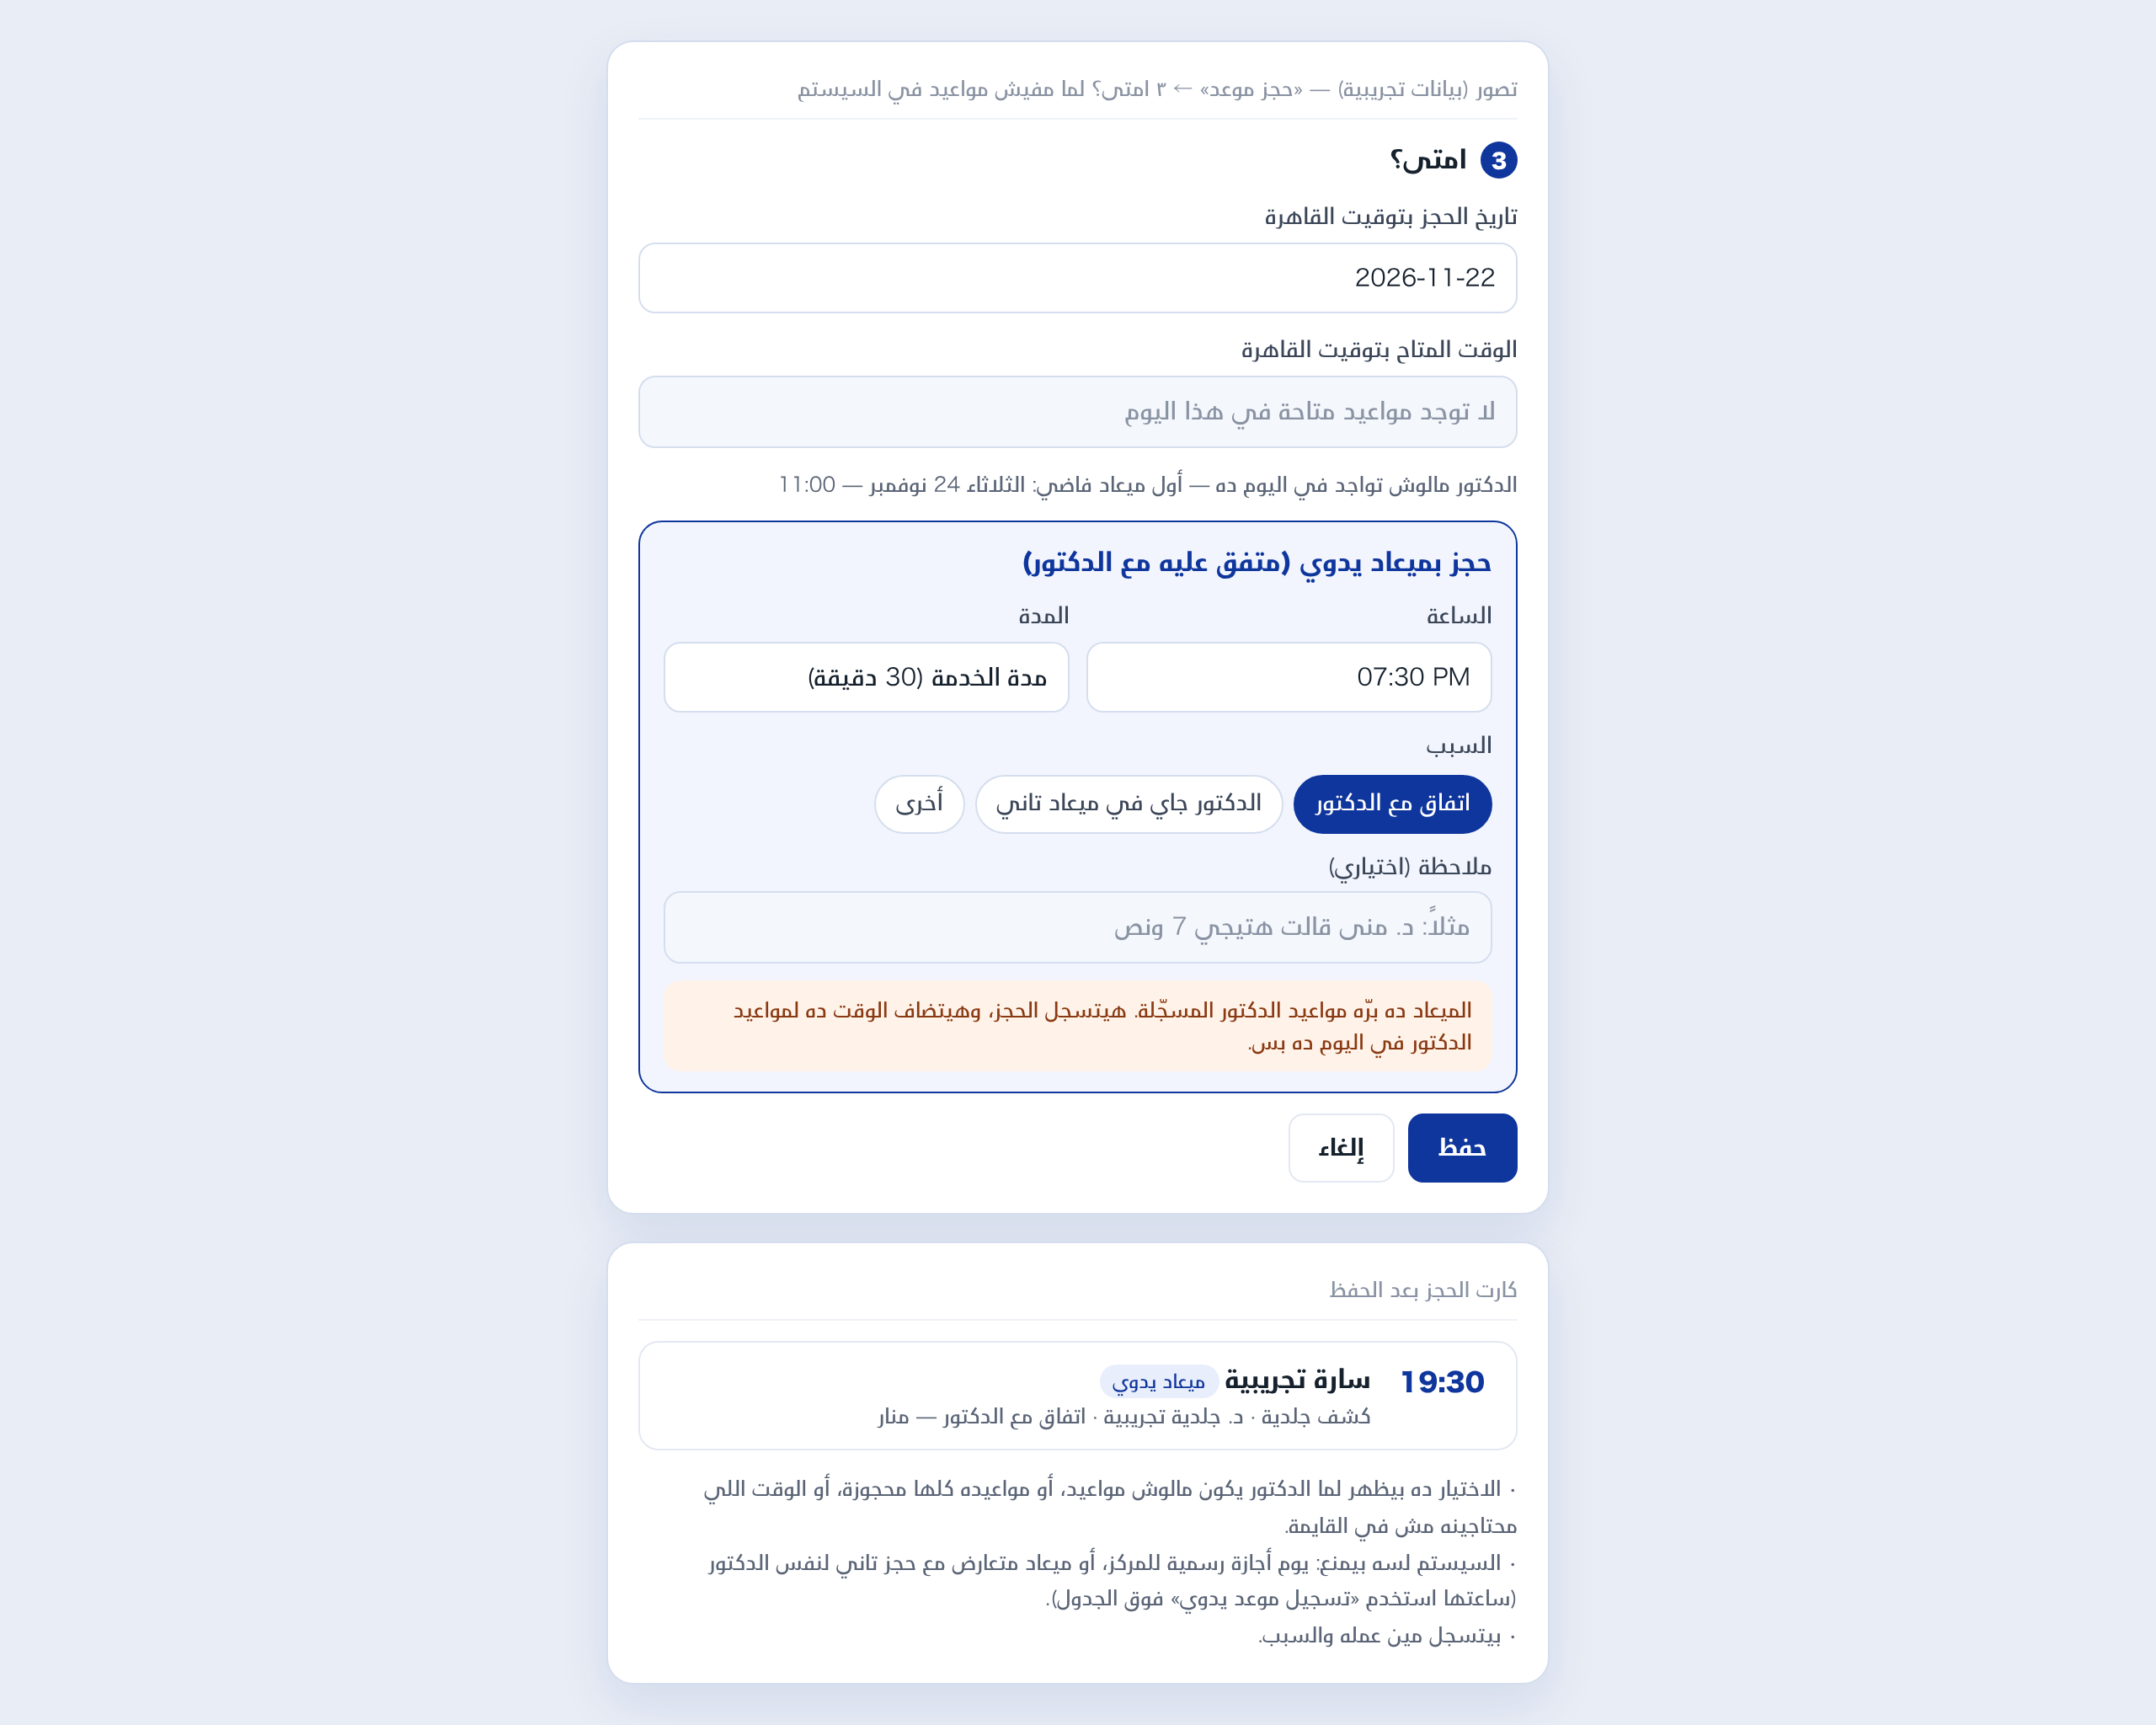 تصور (بيانات تجريبية) — «حجز موعد» ← ٣ امتى؟ لما مفيش مواعيد في السيستم
3 امتى؟
تاريخ الحجز بتوقيت القاهرة
2026-11-22
الوقت المتاح بتوقيت القاهرة
لا توجد مواعيد متاحة في هذا اليوم
الدكتور مالوش تواجد في اليوم ده — أول ميعاد فاضي: الثلاثاء 24 نوفمبر — 11:00
حجز بميعاد يدوي (متفق عليه مع الدكتور)
الساعة المدة
07:30 PM مدة الخدمة (30 دقيقة)
السبب
اتفاق مع الدكتور الدكتور جاي في ميعاد تاني أخرى
ملاحظة (اختياري)
مثلاً: د. منى قالت هتيجي 7 ونص
الميعاد ده برّه مواعيد الدكتور المسجّلة. هيتسجل الحجز، وهيتضاف الوقت ده لمواعيد
الدكتور في اليوم ده بس.
حفظ إلغاء
كارت الحجز بعد الحفظ
19:30 سارة تجريبية ميعاد يدوي
كشف جلدية · د. جلدية تجريبية · اتفاق مع الدكتور — منار
· الاختيار ده بيظهر لما الدكتور يكون مالوش مواعيد، أو مواعيده كلها محجوزة، أو الوقت اللي
محتاجينه مش في القايمة.
· السيستم لسه بيمنع: يوم أجازة رسمية للمركز، أو ميعاد متعارض مع حجز تاني لنفس الدكتور
(ساعتها استخدم «تسجيل موعد يدوي» فوق الجدول).
· بيتسجل مين عمله والسبب.